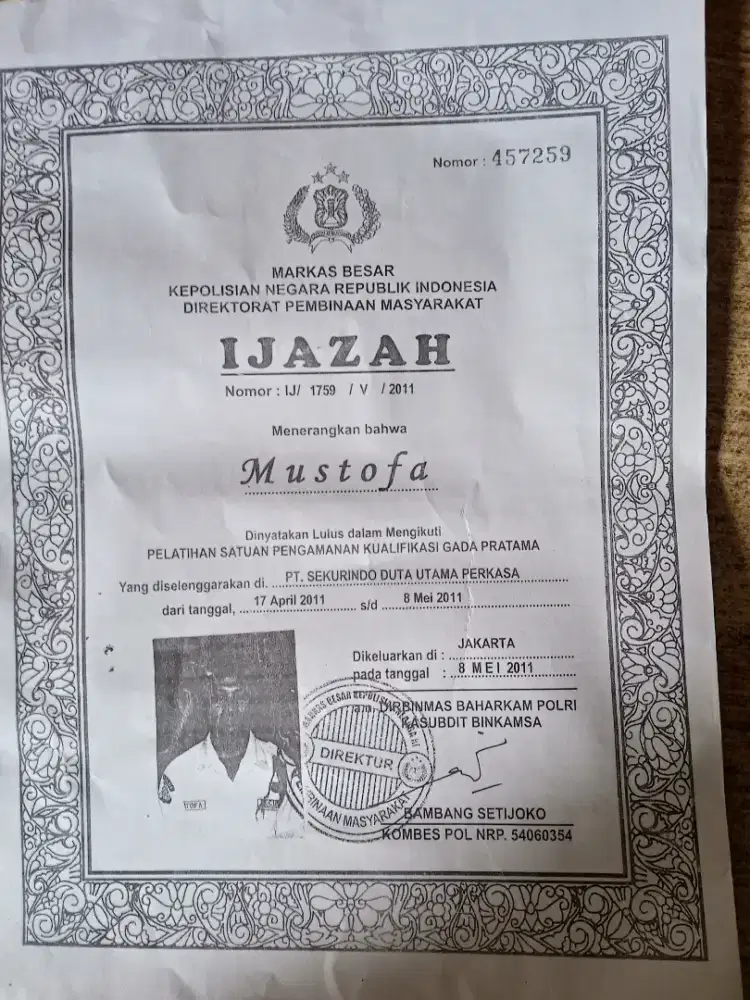 Nomor : 457259
MARKAS BESAR
KEPOLISIAN NEGARA REPUBLIK INDONESIA
DIREKTORAT PEMBINAAN MASYARAKAT
IJAZAH
Nomor : IJ/ 1759 / V / 2011
Menerangkan bahwa
Mustofa
Dinyatakan Lulus dalam Mengikuti
PELATIHAN SATUAN PENGAMANAN KUALIFIKASI GADA PRATAMA
Yang diselenggarakan di. PT. SEKURINDO DUTA UTAMA PERKASA
dari tanggal, 17 April 2011 s/d 8 Mei 2011
Dikeluarkan di : JAKARTA
pada tanggal : 8 MEI 2011
DIRBINMAS BAHARKAM POLRI
KASUBDIT BINKAMSA
DIREKTUR
BAMBANG SETIJOKO
KOMBES POL NRP. 54060354